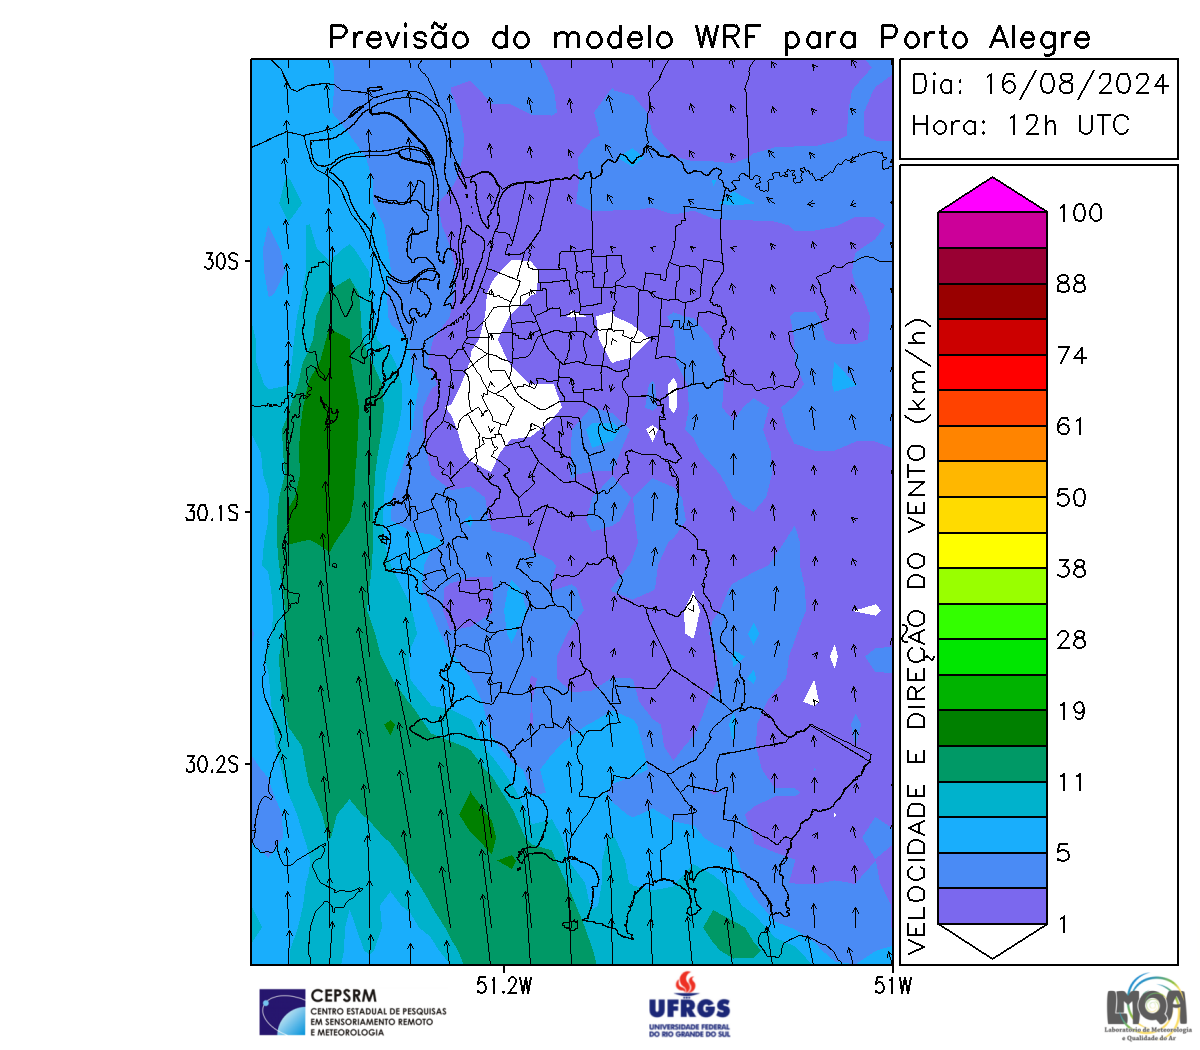 Previsão do modelo WRF para Porto Alegre
Dia: 16/08/2024
Hora: 12h UTC
100
88
74
61
50
38
28
19
11
5
1
VELOCIDADE E DIREÇÃO DO VENTO (km/h)
30S
30.1S
30.2S
51.2W
51W
CEPSRM
CENTRO ESTADUAL DE PESQUISAS
EM SENSORIAMENTO REMOTO
E METEOROLOGIA
UFRGS
UNIVERSIDADE FEDERAL
DO RIO GRANDE DO SUL
LMQA
Laboratório de Meteorologia
e Qualidade do Ar